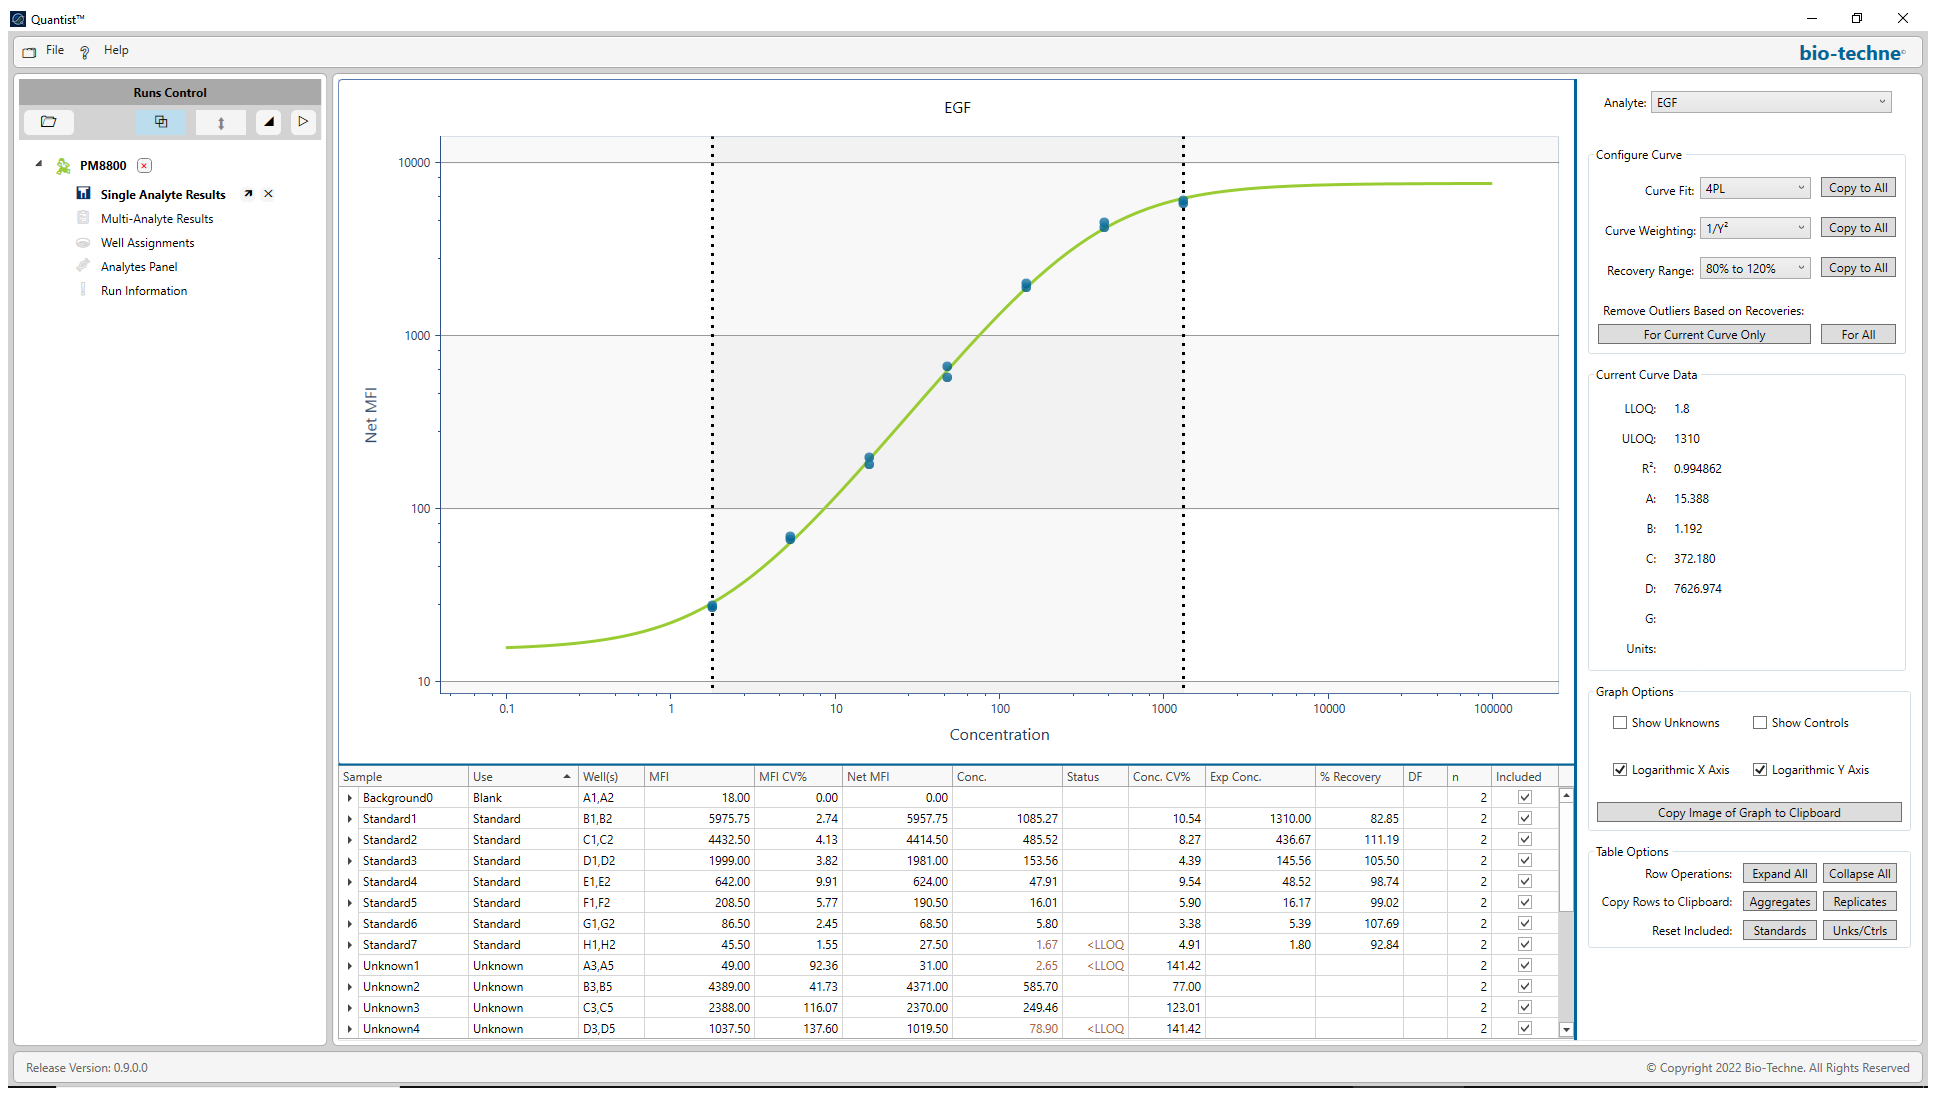 Quantist™
File
Help
bio-techne®
Runs Control
PM8800
Single Analyte Results
Multi-Analyte Results
Well Assignments
Analytes Panel
Run Information
EGF
Net MFI
10000
1000
100
10
0.1 1 10 100 1000 10000 100000
Concentration
Sample Use Well(s) MFI MFI CV% Net MFI Conc. Status Conc. CV% Exp Conc. % Recovery DF n Included
Background0 Blank A1,A2 18.00 0.00 0.00 2
Standard1 Standard B1,B2 5975.75 2.74 5957.75 1085.27 10.54 1310.00 82.85 2
Standard2 Standard C1,C2 4432.50 4.13 4414.50 485.52 8.27 436.67 111.19 2
Standard3 Standard D1,D2 1999.00 3.82 1981.00 153.56 4.39 145.56 105.50 2
Standard4 Standard E1,E2 642.00 9.91 624.00 47.91 9.54 48.52 98.74 2
Standard5 Standard F1,F2 208.50 5.77 190.50 16.01 5.90 16.17 99.02 2
Standard6 Standard G1,G2 86.50 2.45 68.50 5.80 3.38 5.39 107.69 2
Standard7 Standard H1,H2 45.50 1.55 27.50 1.67 <LLOQ 4.91 1.80 92.84 2
Unknown1 Unknown A3,A5 49.00 92.36 31.00 2.65 <LLOQ 141.42 2
Unknown2 Unknown B3,B5 4389.00 41.73 4371.00 585.70 77.00 2
Unknown3 Unknown C3,C5 2388.00 116.07 2370.00 249.46 123.01 2
Unknown4 Unknown D3,D5 1037.50 137.60 1019.50 78.90 <LLOQ 141.42 2
Analyte: EGF
Configure Curve
Curve Fit: 4PL Copy to All
Curve Weighting: 1/Y² Copy to All
Recovery Range: 80% to 120% Copy to All
Remove Outliers Based on Recoveries:
For Current Curve Only For All
Current Curve Data
LLOQ: 1.8
ULOQ: 1310
R²: 0.994862
A: 15.388
B: 1.192
C: 372.180
D: 7626.974
G:
Units:
Graph Options
Show Unknowns Show Controls
Logarithmic X Axis Logarithmic Y Axis
Copy Image of Graph to Clipboard
Table Options
Row Operations: Expand All Collapse All
Copy Rows to Clipboard: Aggregates Replicates
Reset Included: Standards Unks/Ctrls
Release Version: 0.9.0.0
© Copyright 2022 Bio-Techne. All Rights Reserved